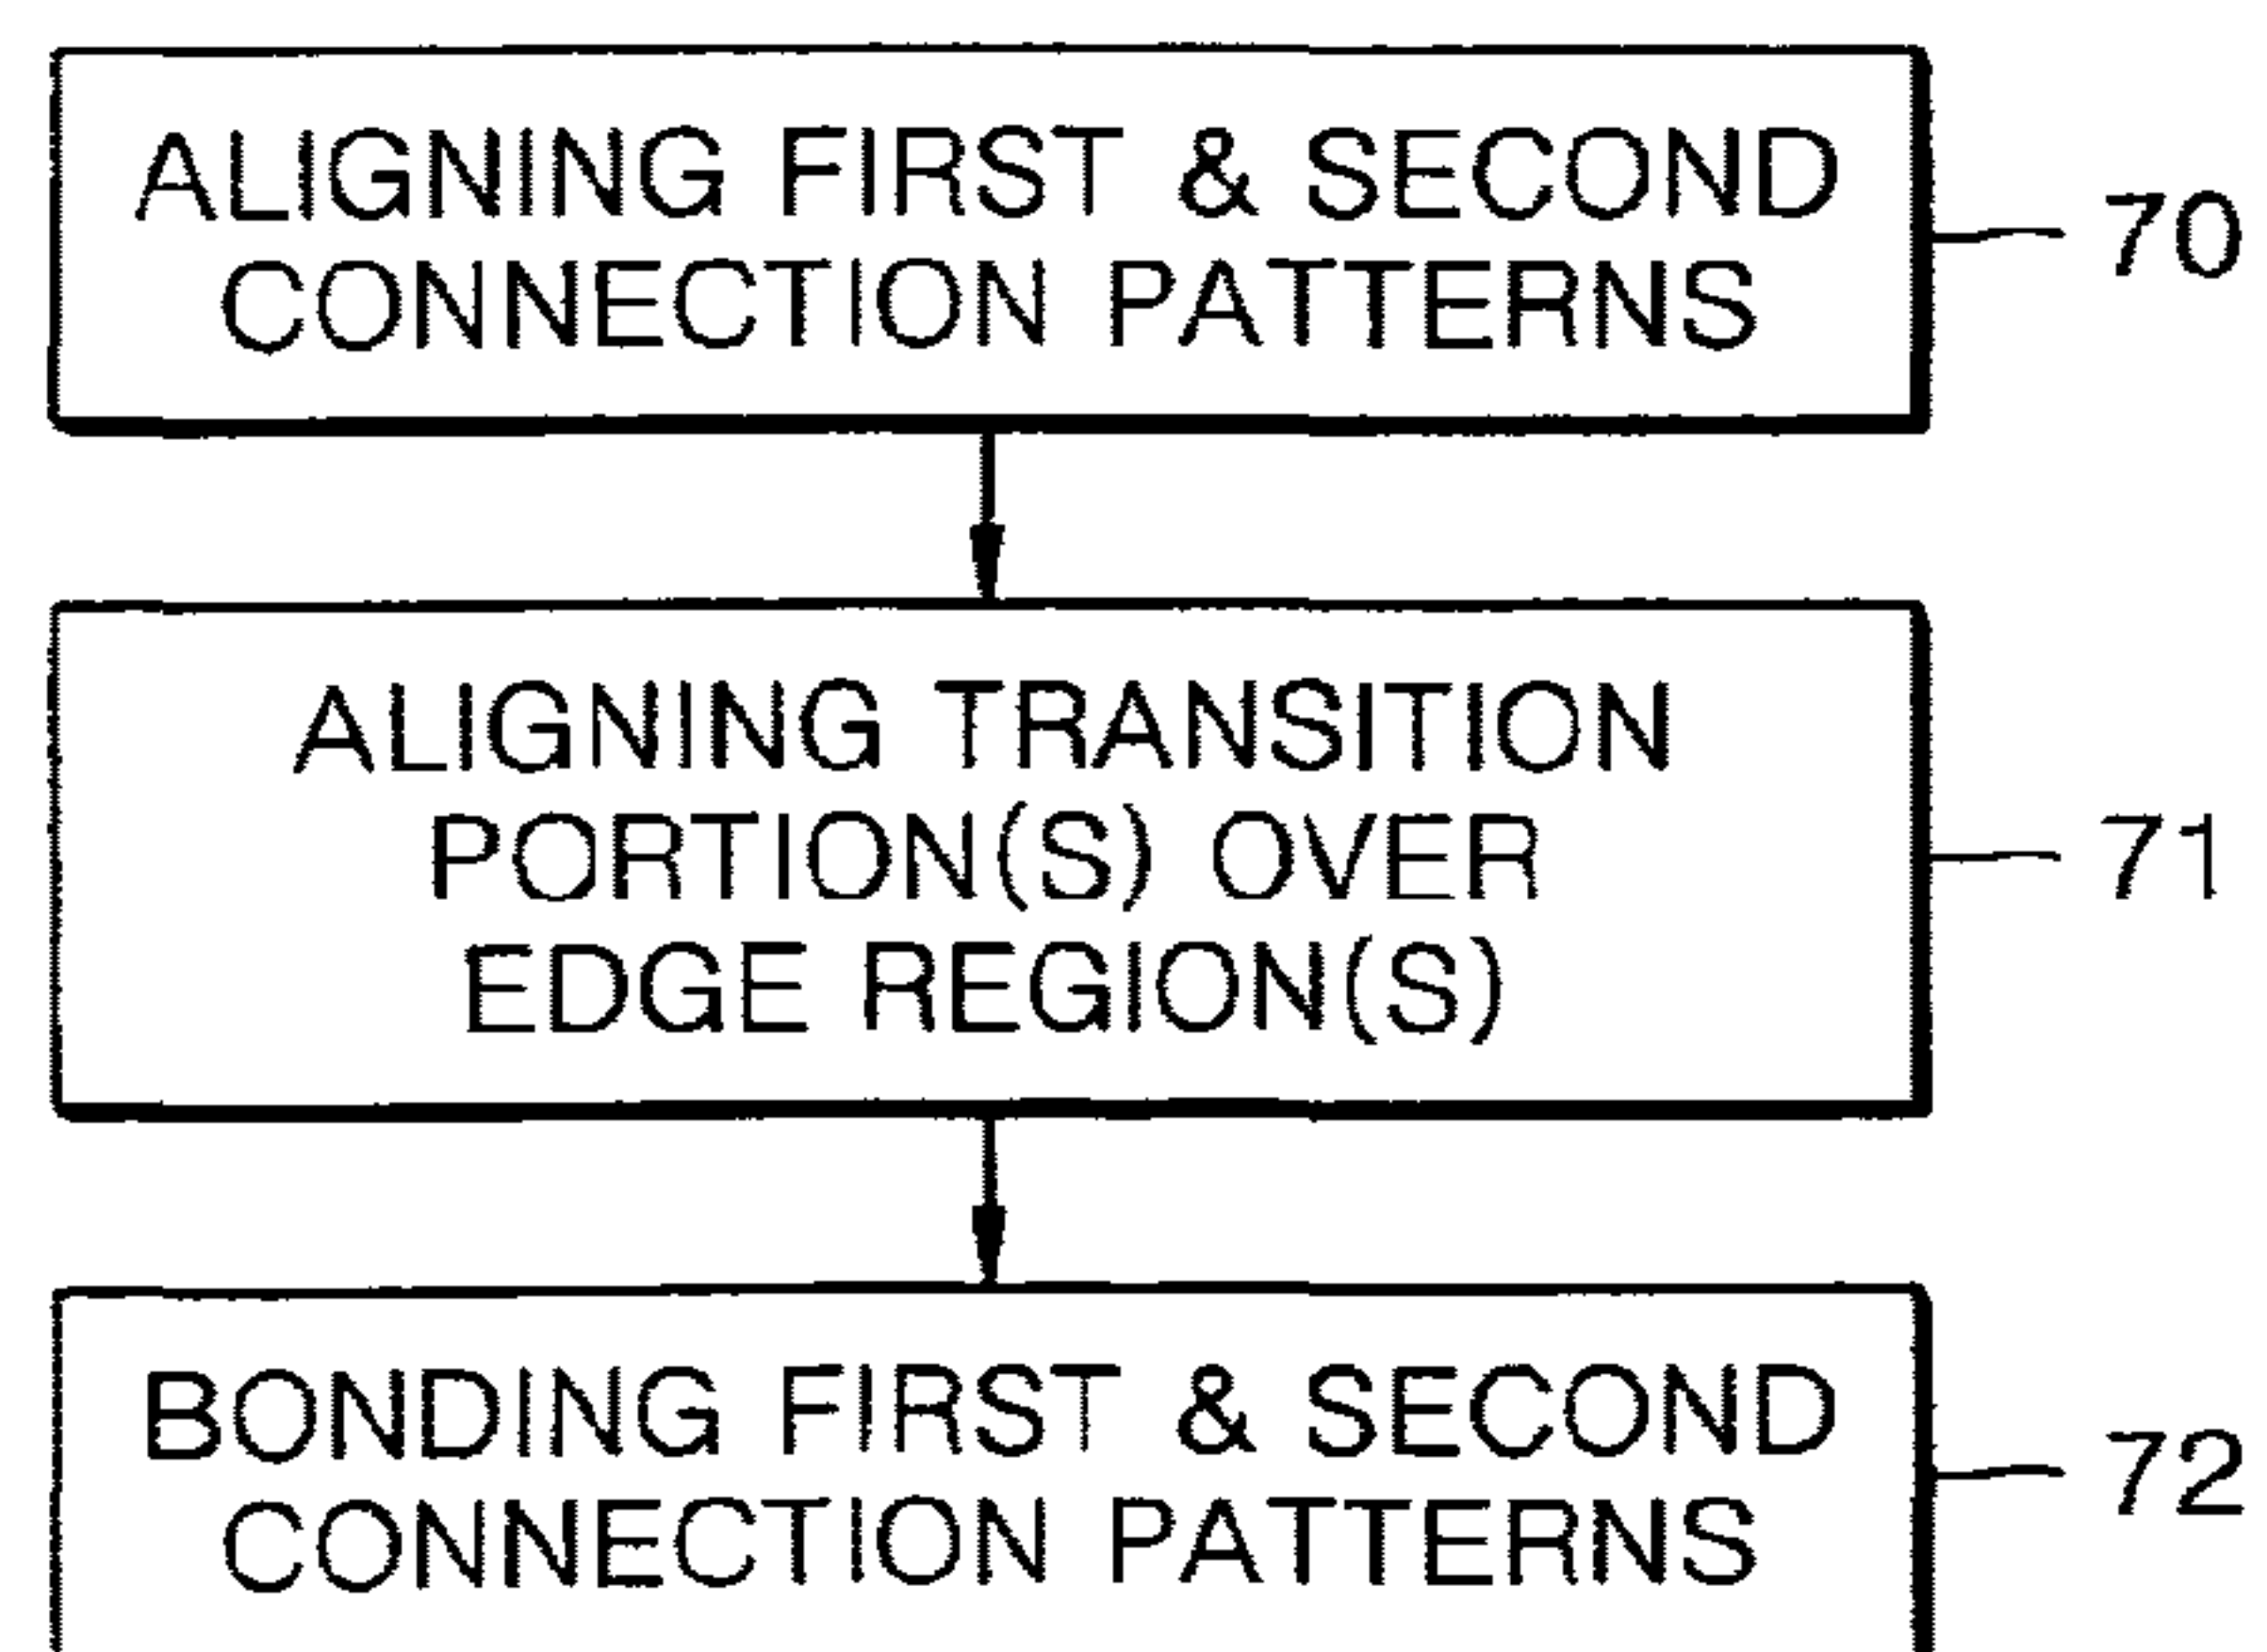 ALIGNING FIRST & SECOND
CONNECTION PATTERNS
70
ALIGNING TRANSITION
PORTION(S) OVER
EDGE REGION(S)
71
BONDING FIRST & SECOND
CONNECTION PATTERNS
72